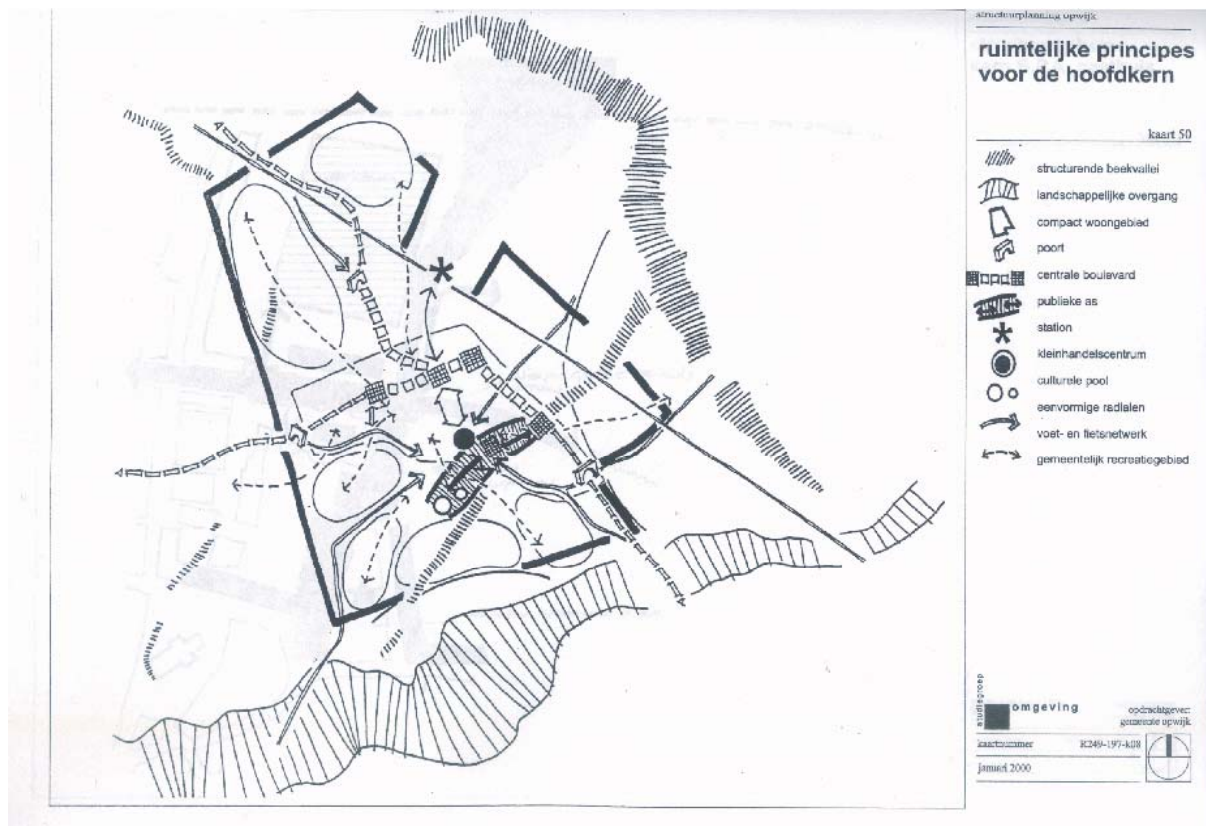 structuurplanning opwijk
ruimtelijke principes
voor de hoofdkern
kaart 50
structurende beekvallei
landschappelijke overgang
compact woongebied
poort
centrale boulevard
publieke as
station
kleinhandelscentrum
culturele pool
eenvormige radialen
voet- en fietsnetwerk
gemeentelijk recreatiegebied
studiegroep
omgeving
opdrachtgever:
gemeente opwijk
kaartnummer R249-197-k08
januari 2000